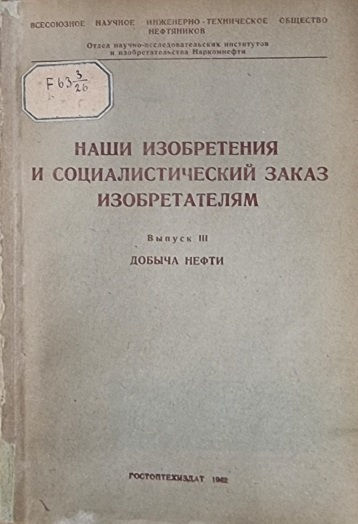 ВСЕСОЮЗНОЕ НАУЧНОЕ ИНЖЕНЕРНО-ТЕХНИЧЕСКОЕ ОБЩЕСТВО
НЕФТЯНИКОВ
Отдел научно-исследовательских институтов
и изобретательства Наркомнефти
F 63 3/26
НАШИ ИЗОБРЕТЕНИЯ
И СОЦИАЛИСТИЧЕСКИЙ ЗАКАЗ
ИЗОБРЕТАТЕЛЯМ
Выпуск III
ДОБЫЧА НЕФТИ
ГОСТОПТЕХИЗДАТ 1942